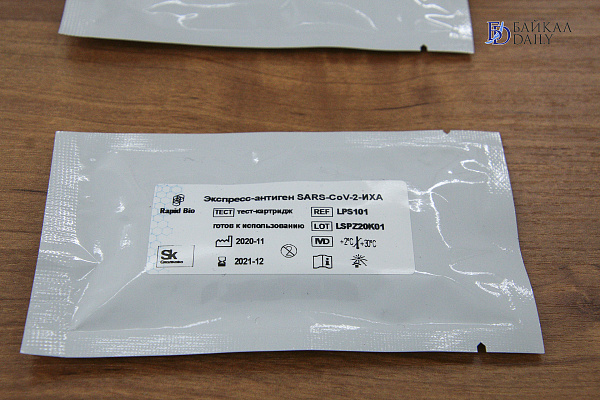 БАЙКАЛ
DAILY
Экспресс-антиген SARS-CoV-2-ИХА
Rapid Bio
ТЕСТ тест-картридж
REF LPS101
готов к использованию
LOT LSPZ20K01
2020-11
IVD +2°C +30°C
Sk
Сколково
2021-12